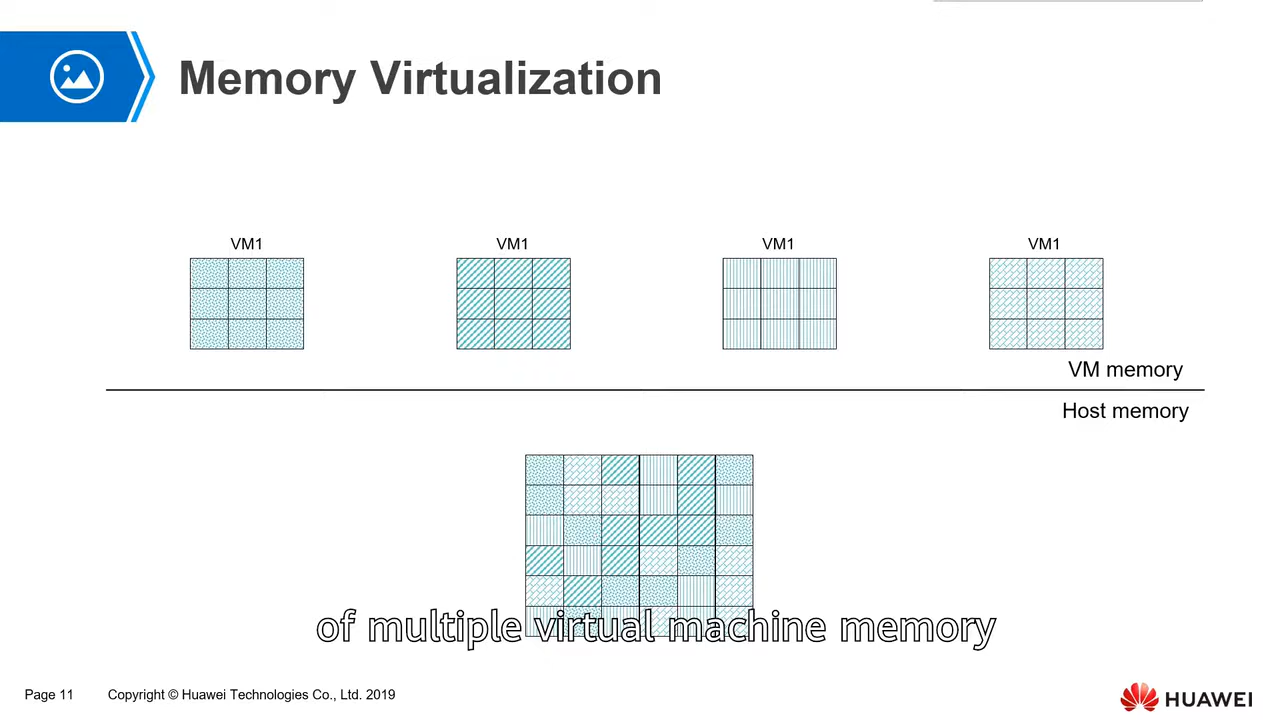 Memory Virtualization
VM1 VM1 VM1 VM1
VM memory
Host memory
of multiple virtual machine memory
Page 11 Copyright © Huawei Technologies Co., Ltd. 2019
HUAWEI